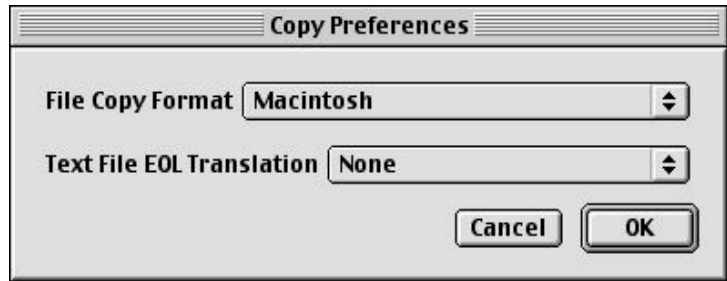 Copy Preferences
File Copy Format Macintosh
Text File EOL Translation None
Cancel OK